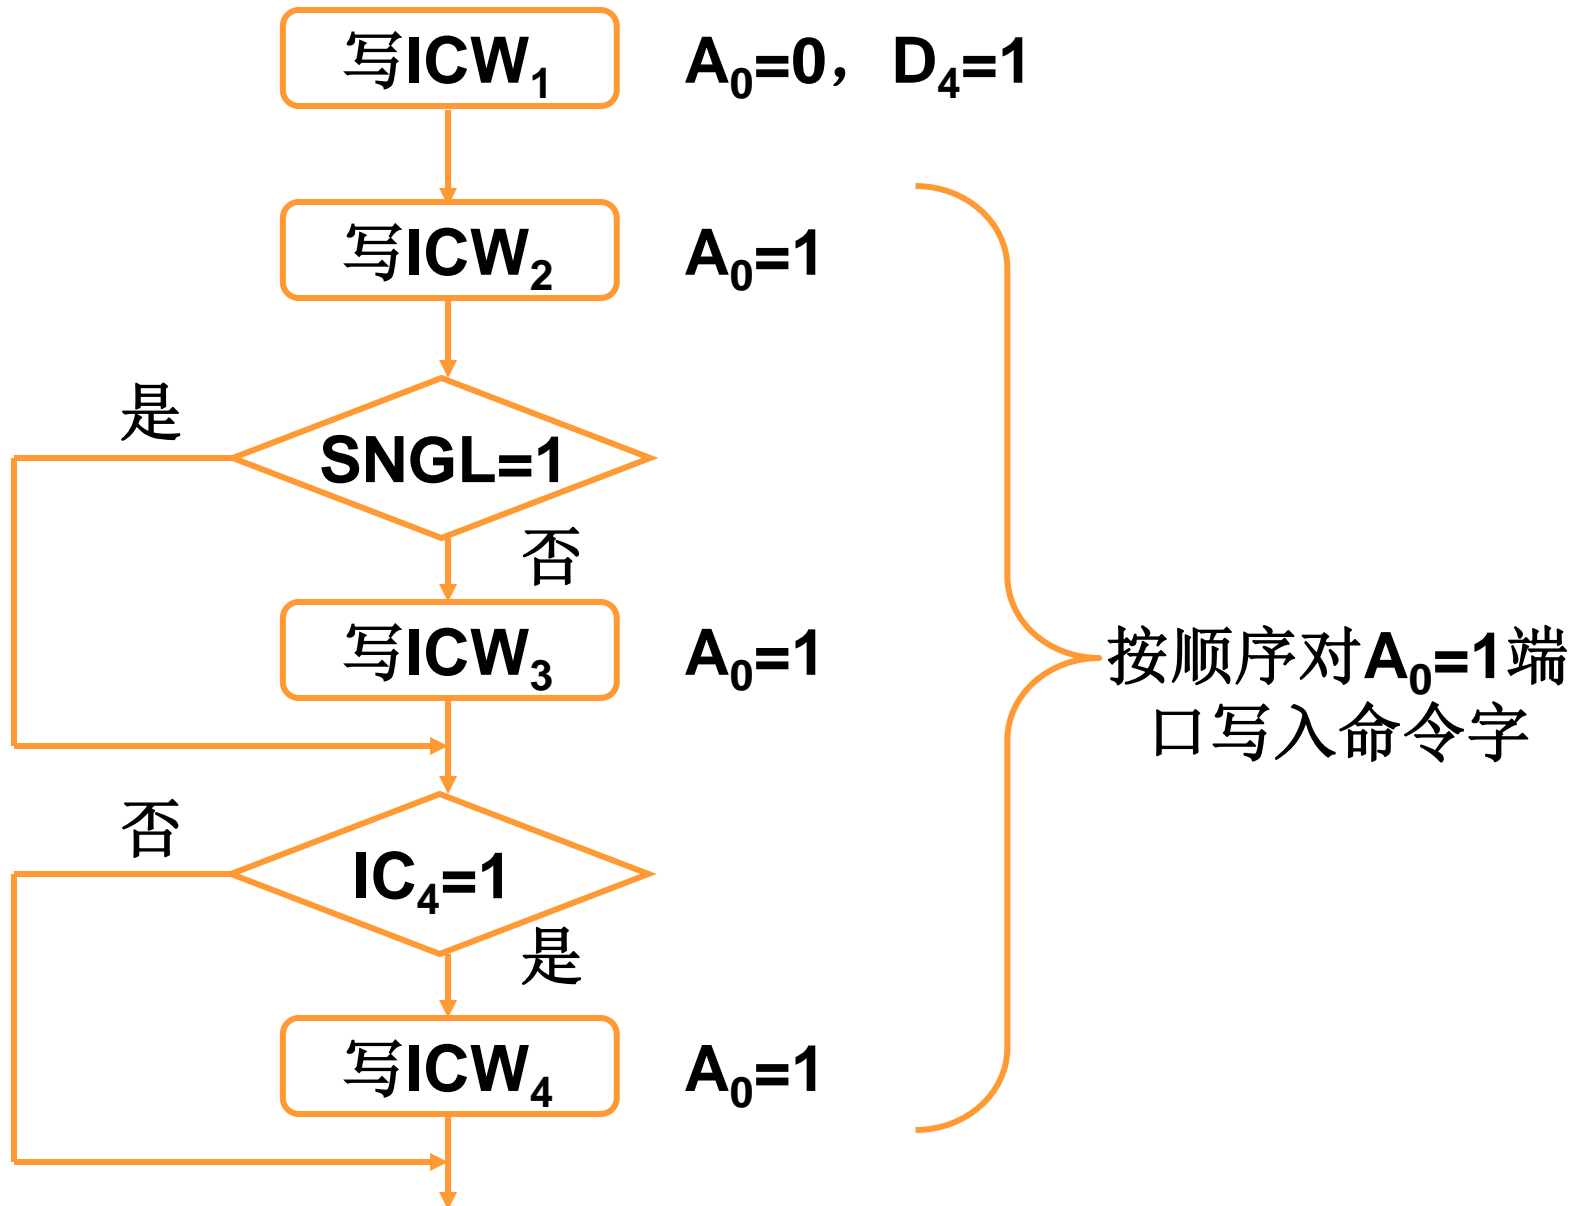 写ICW₁ A₀=0，D₄=1
写ICW₂ A₀=1
是
SNGL=1
否
写ICW₃ A₀=1
按顺序对A₀=1端
口写入命令字
否
IC₄=1
是
写ICW₄ A₀=1